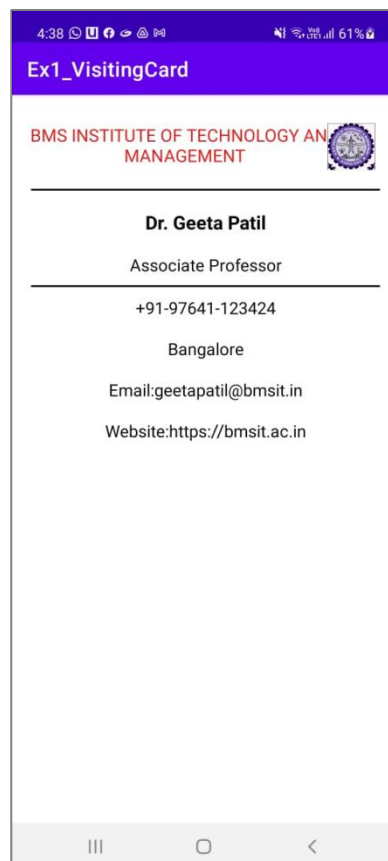 4:38 61%
Ex1_VisitingCard
BMS INSTITUTE OF TECHNOLOGY AN
MANAGEMENT
Dr. Geeta Patil
Associate Professor
+91-97641-123424
Bangalore
Email:geetapatil@bmsit.in
Website:https://bmsit.ac.in